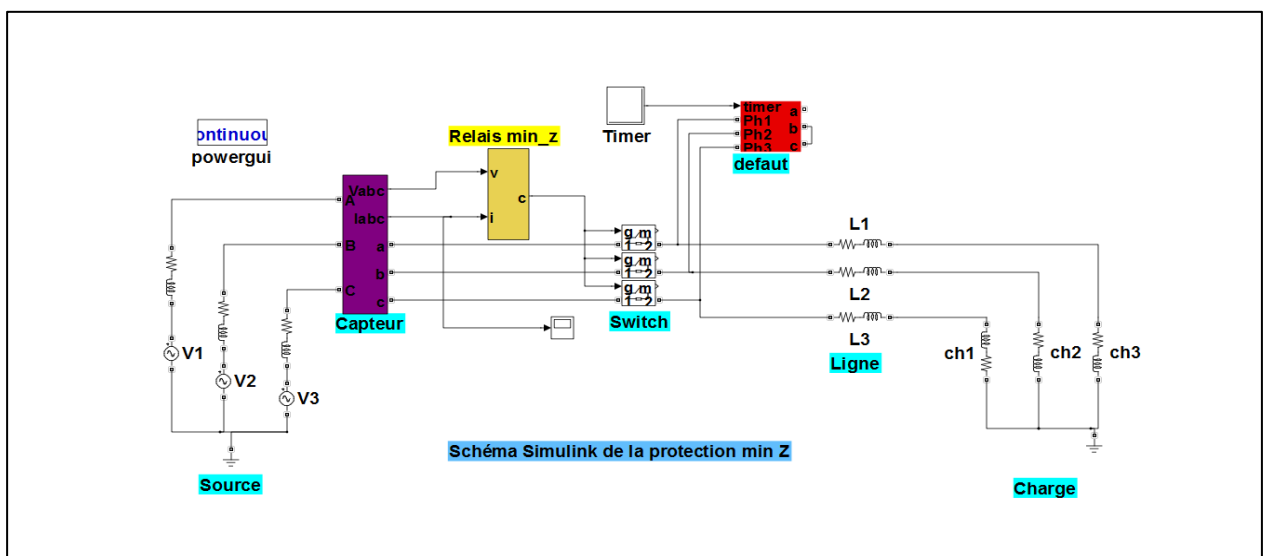 ontinuou
powergui
Relais min_z
v
i
c
Timer
timer
Ph1
Ph2
Ph3
a
b
c
defaut
Vabc
A
Iabc
B
a
b
C
c
Capteur
g m
1 2
g m
1 2
g m
1 2
Switch
L1
L2
L3
Ligne
ch1
ch2
ch3
V1
V2
V3
Schéma Simulink de la protection min Z
Source
Charge